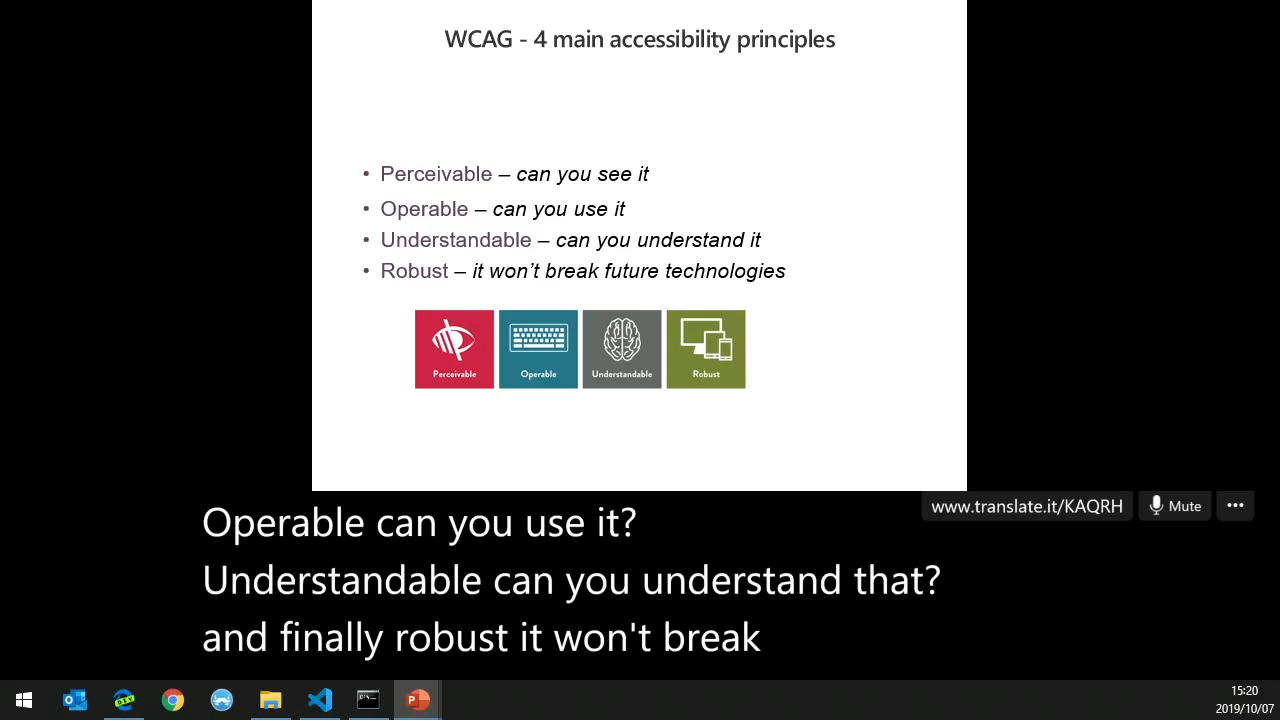 WCAG - 4 main accessibility principles
• Perceivable – can you see it
• Operable – can you use it
• Understandable – can you understand it
• Robust – it won't break future technologies
Perceivable
Operable
Understandable
Robust
www.translate.it/KAQRH
Mute
Operable can you use it?
Understandable can you understand that?
and finally robust it won't break
DEV
15:20
2019/10/07